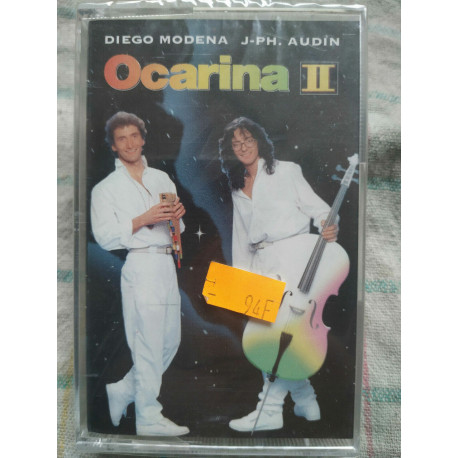 DIEGO MODENA J-PH. AUDIN
Ocarina II
94F